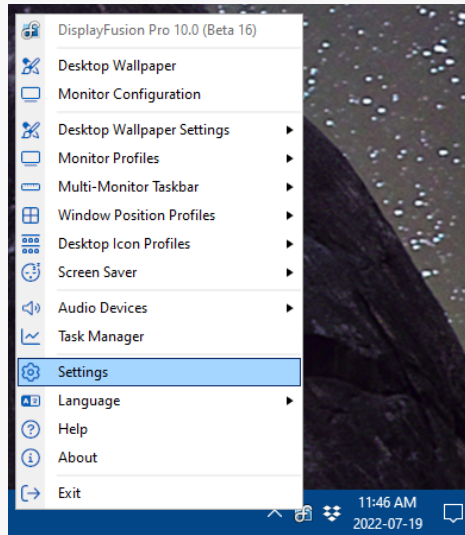 DisplayFusion Pro 10.0 (Beta 16)
Desktop Wallpaper
Monitor Configuration
Desktop Wallpaper Settings
Monitor Profiles
Multi-Monitor Taskbar
Window Position Profiles
Desktop Icon Profiles
Screen Saver
Audio Devices
Task Manager
Settings
Language
Help
About
Exit
11:46 AM
2022-07-19